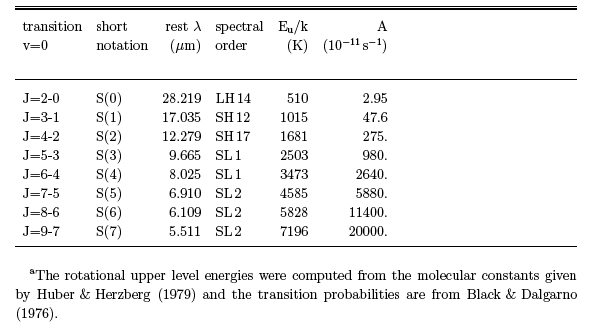 transition short rest λ spectral Eu/k A
v=0 notation (μm) order (K) (10⁻¹¹ s⁻¹)
J=2-0 S(0) 28.219 LH 14 510 2.95
J=3-1 S(1) 17.035 SH 12 1015 47.6
J=4-2 S(2) 12.279 SH 17 1681 275.
J=5-3 S(3) 9.665 SL 1 2503 980.
J=6-4 S(4) 8.025 SL 1 3473 2640.
J=7-5 S(5) 6.910 SL 2 4585 5880.
J=8-6 S(6) 6.109 SL 2 5828 11400.
J=9-7 S(7) 5.511 SL 2 7196 20000.
ᵃThe rotational upper level energies were computed from the molecular constants given
by Huber & Herzberg (1979) and the transition probabilities are from Black & Dalgarno
(1976).